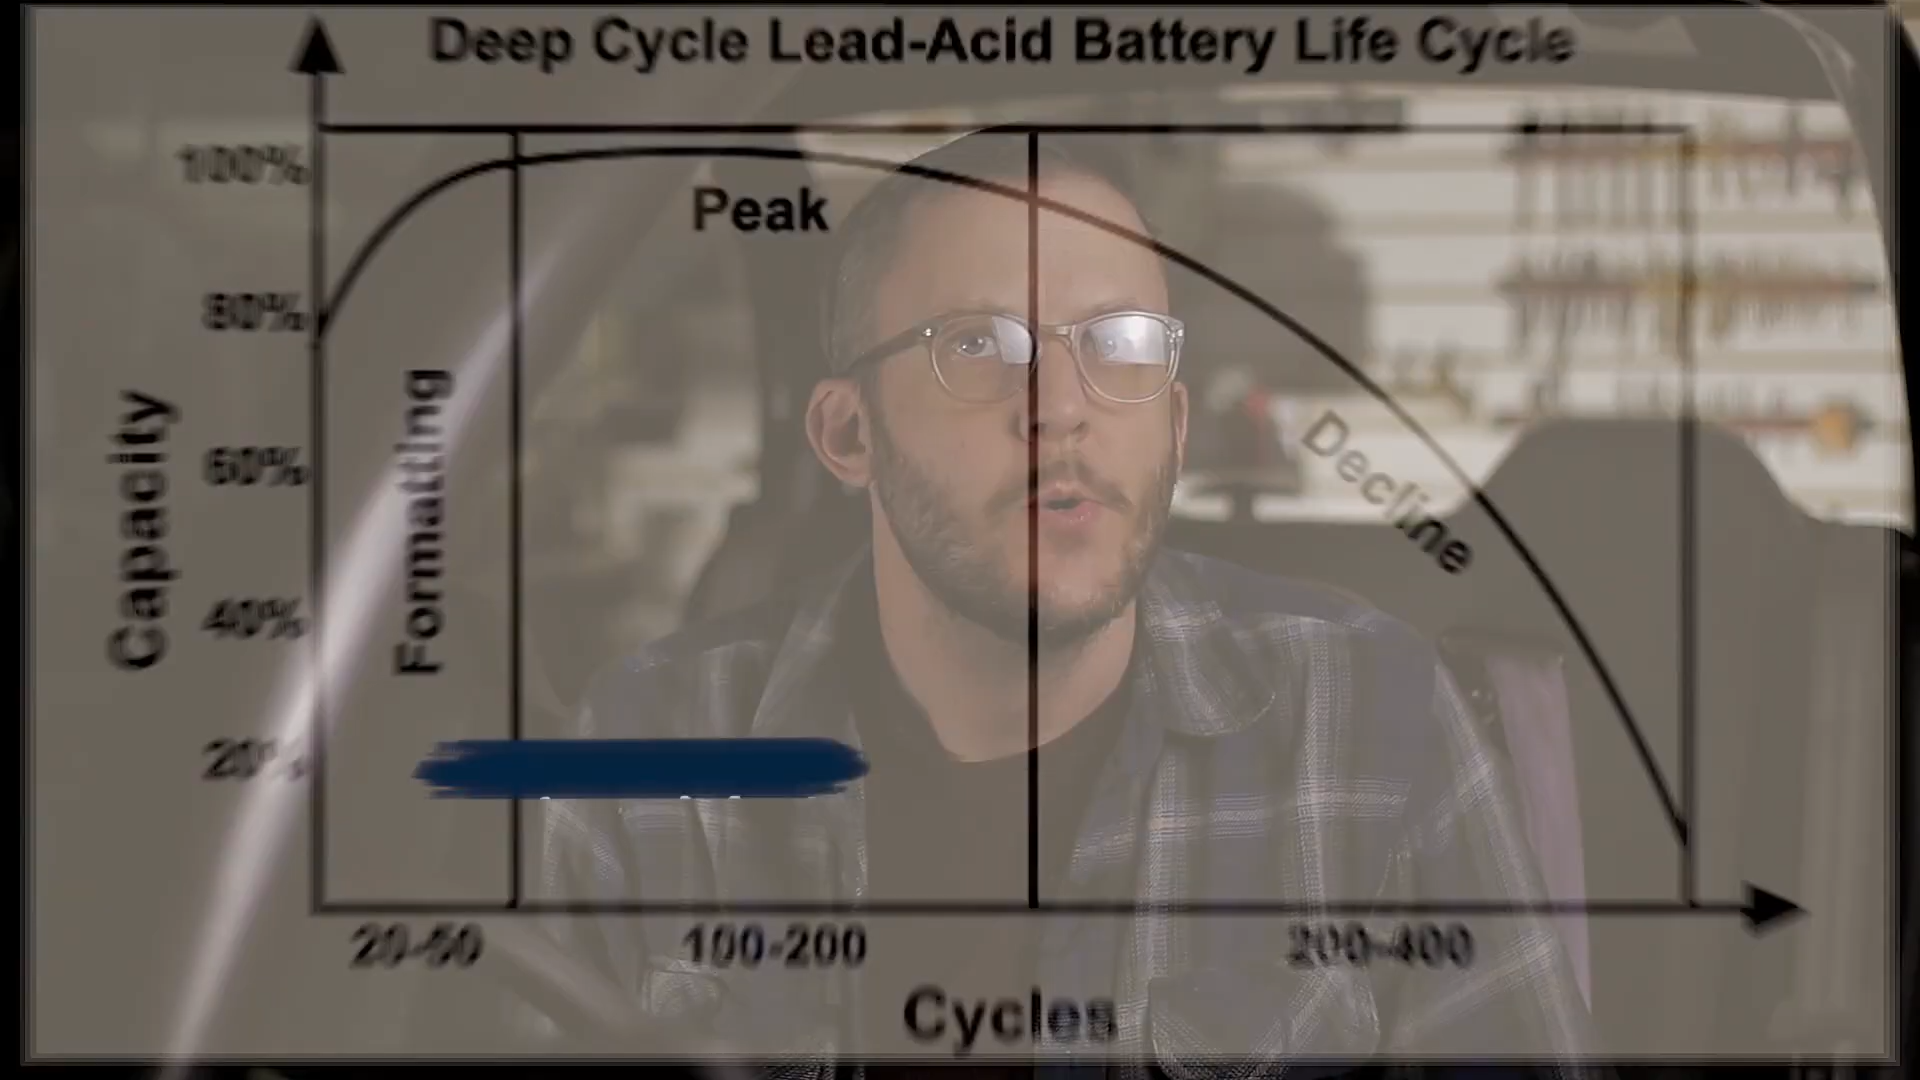 Deep Cycle Lead-Acid Battery Life Cycle
100%
Peak
80%
Capacity
Formatting
Decline
60%
40%
20%
20-50
100-200
200-400
Cycles